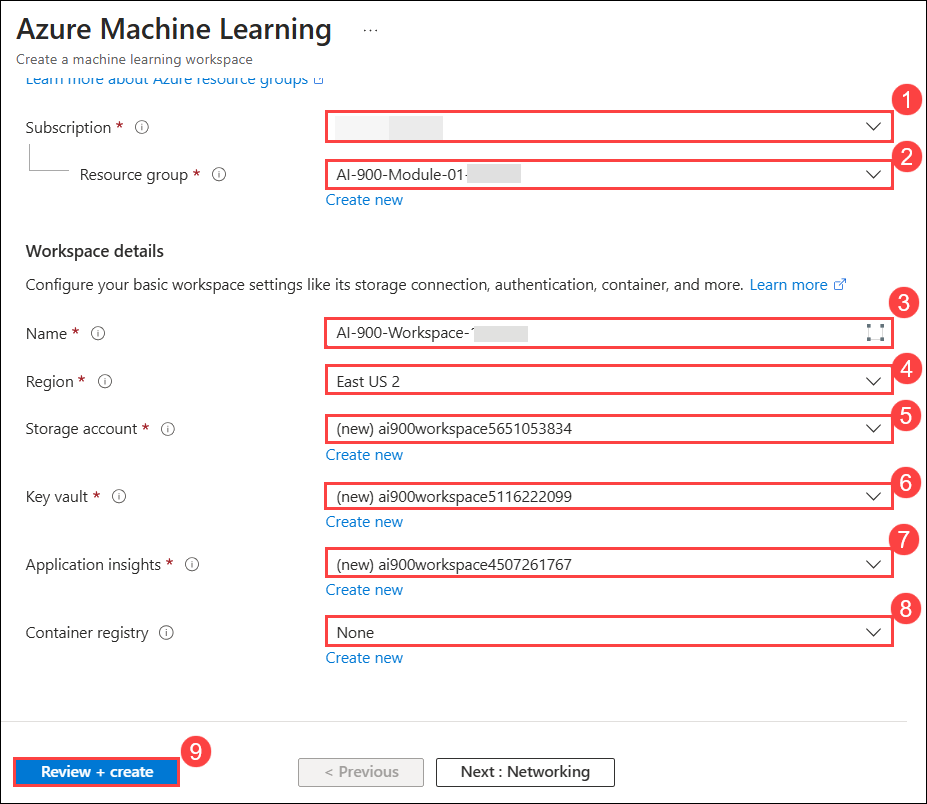 Azure Machine Learning ...
Create a machine learning workspace
Learn more about Azure resource groups
1
Subscription *
2
Resource group * AI-900-Module-01-
Create new
Workspace details
Configure your basic workspace settings like its storage connection, authentication, container, and more. Learn more
3
Name * AI-900-Workspace-
4
Region * East US 2
5
Storage account * (new) ai900workspace5651053834
Create new
6
Key vault * (new) ai900workspace5116222099
Create new
7
Application insights * (new) ai900workspace4507261767
Create new
8
Container registry None
Create new
9
Review + create < Previous Next : Networking